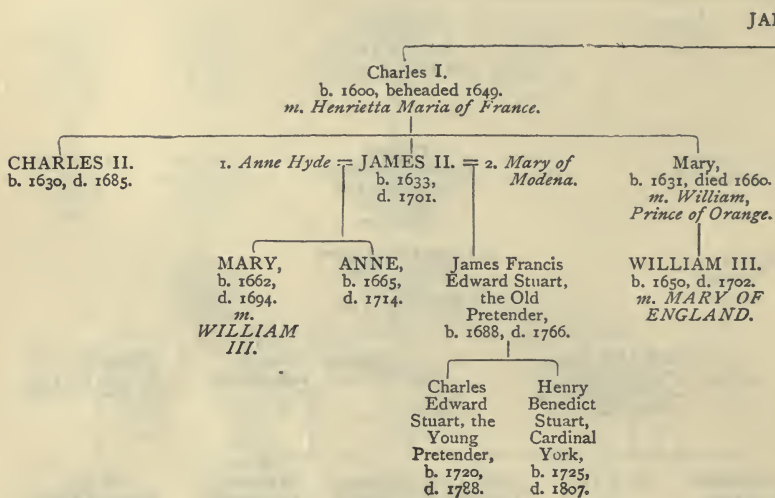 JAM
Charles I.
b. 1600, beheaded 1649.
m. Henrietta Maria of France.
CHARLES II.
b. 1630, d. 1685.
1. Anne Hyde = JAMES II. = 2. Mary of
Modena.
b. 1633,
d. 1701.
Mary,
b. 1631, died 1660.
m. William,
Prince of Orange.
MARY,
b. 1662,
d. 1694.
m.
WILLIAM
III.
ANNE,
b. 1665,
d. 1714.
James Francis
Edward Stuart,
the Old
Pretender,
b. 1688, d. 1766.
WILLIAM III.
b. 1650, d. 1702.
m. MARY OF
ENGLAND.
Charles
Edward
Stuart, the
Young
Pretender,
b. 1720,
d. 1788.
Henry
Benedict
Stuart,
Cardinal
York,
b. 1725,
d. 1807.